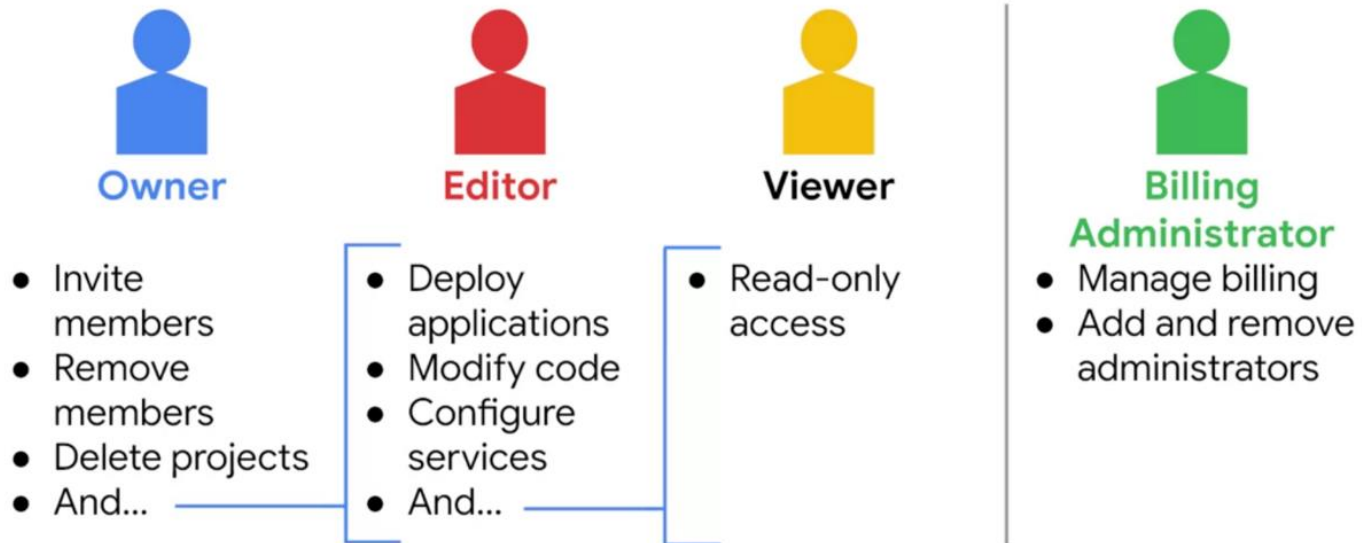 Owner
● Invite
members
● Remove
members
● Delete projects
● And...
Editor
● Deploy
applications
● Modify code
● Configure
services
● And...
Viewer
● Read-only
access
Billing
Administrator
● Manage billing
● Add and remove
administrators